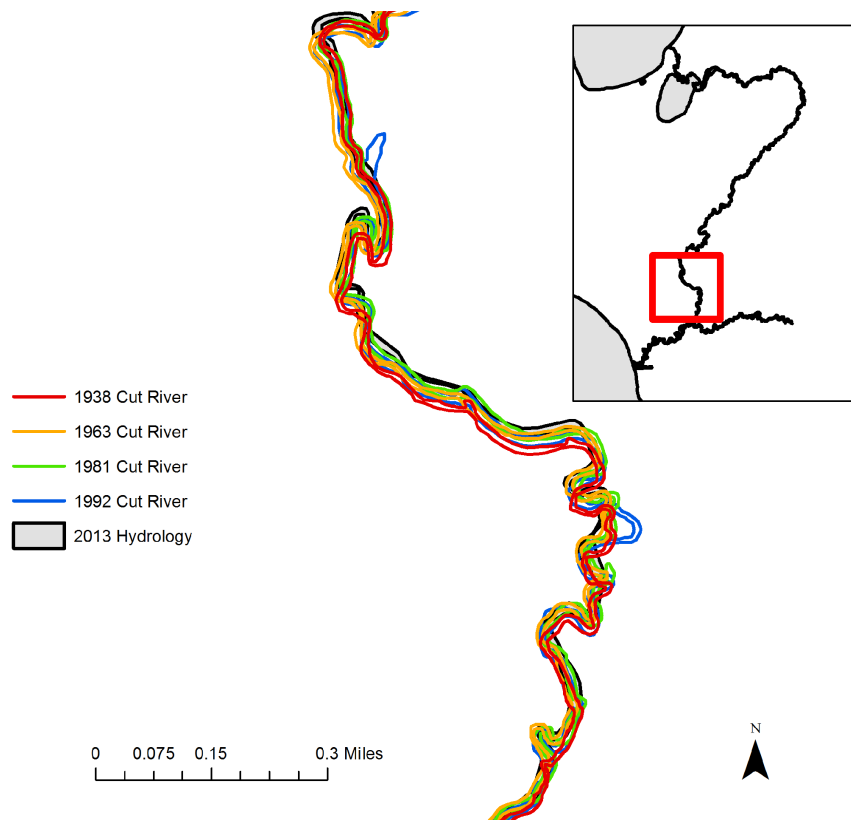 1938 Cut River
1963 Cut River
1981 Cut River
1992 Cut River
2013 Hydrology
0 0.075 0.15 0.3 Miles
N